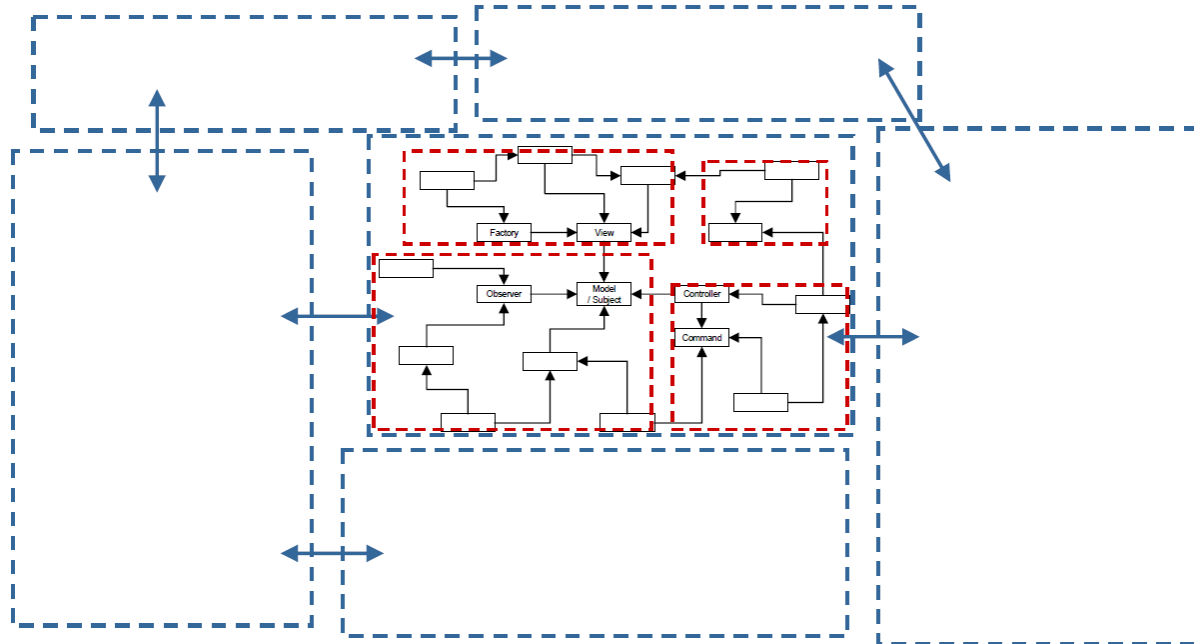 Factory
View
Observer
Model
/ Subject
Controller
Command